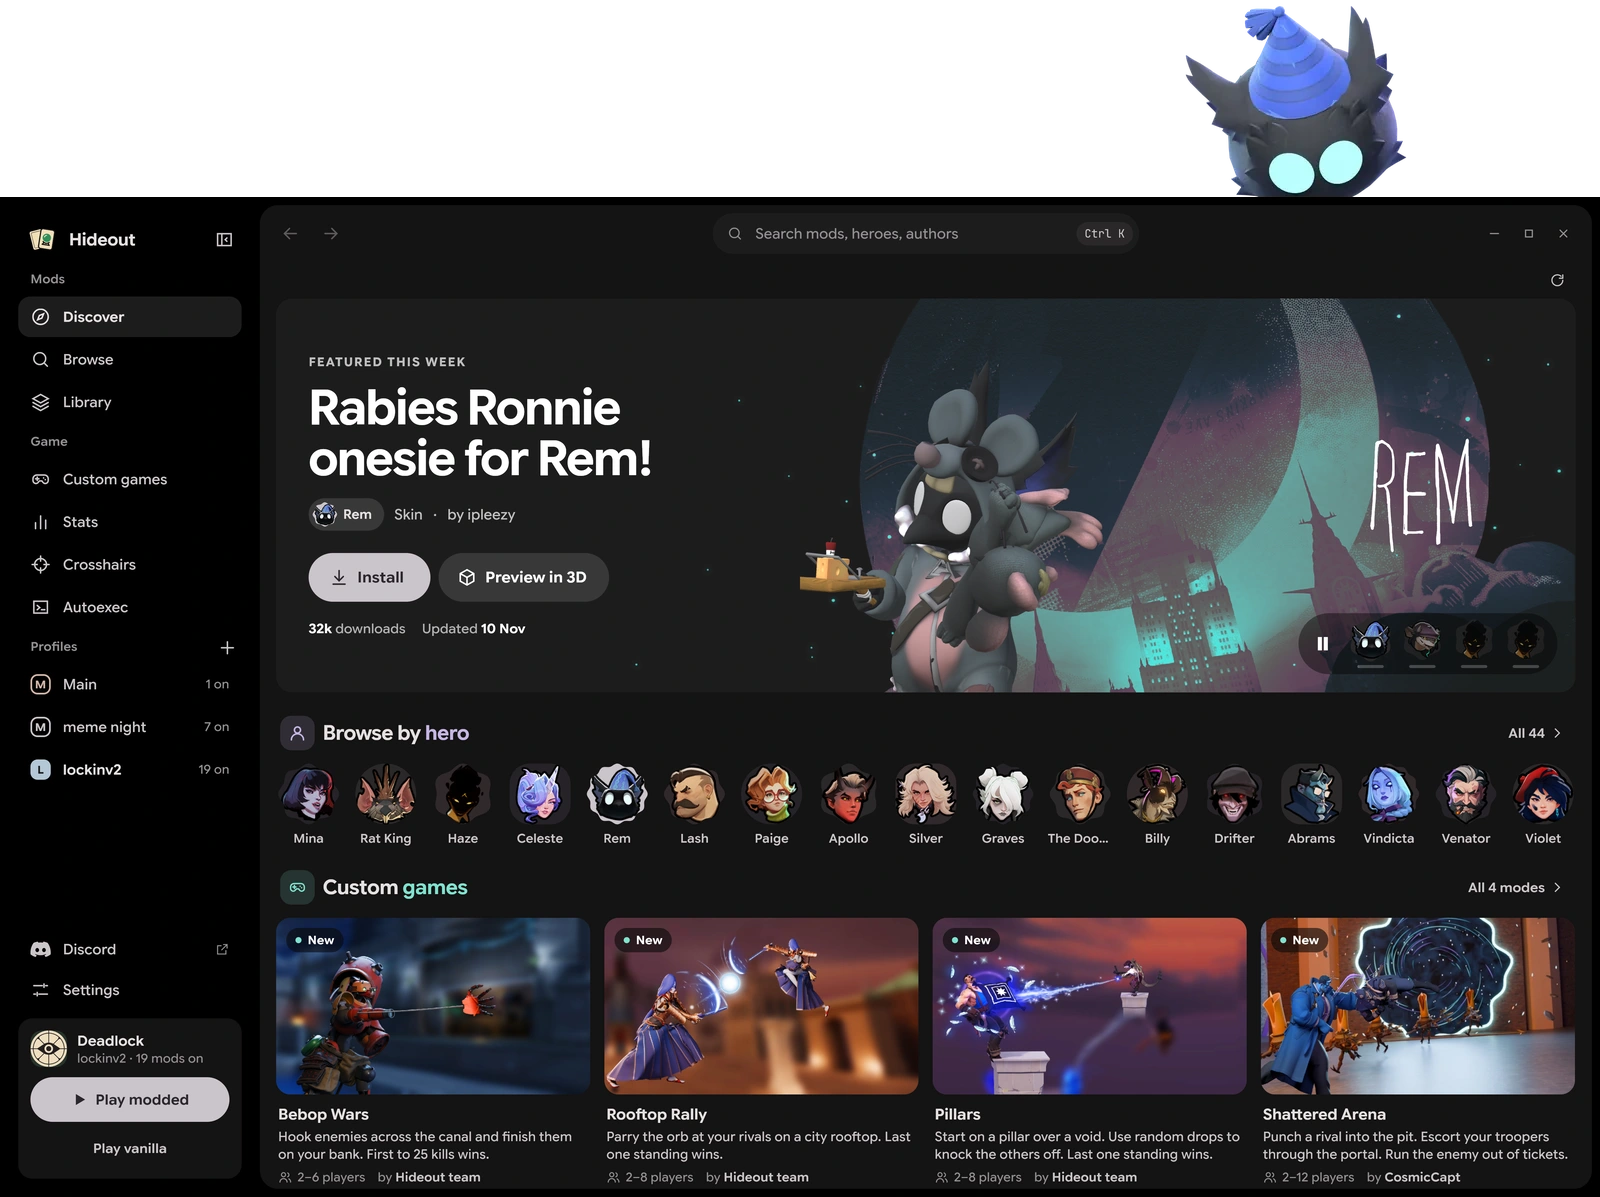 Hideout
Mods
Discover
Browse
Library
Game
Custom games
Stats
Crosshairs
Autoexec
Profiles
M Main 1 on
M meme night 7 on
L lockinv2 19 on
Discord
Settings
Deadlock
lockinv2 · 19 mods on
Play modded
Play vanilla
Search mods, heroes, authors Ctrl K
FEATURED THIS WEEK
Rabies Ronnie
onesie for Rem!
Rem Skin · by ipleezy
Install Preview in 3D
32k downloads Updated 10 Nov
REM
Browse by hero All 44
Mina Rat King Haze Celeste Rem Lash Paige Apollo Silver Graves The Doo... Billy Drifter Abrams Vindicta Venator Violet
Custom games All 4 modes
New
Bebop Wars
Hook enemies across the canal and finish them
on your bank. First to 25 kills wins.
2–6 players by Hideout team
New
Rooftop Rally
Parry the orb at your rivals on a city rooftop. Last
one standing wins.
2–8 players by Hideout team
New
Pillars
Start on a pillar over a void. Use random drops to
knock the others off. Last one standing wins.
2–8 players by Hideout team
New
Shattered Arena
Punch a rival into the pit. Escort your troopers
through the portal. Run the enemy out of tickets.
2–12 players by CosmicCapt